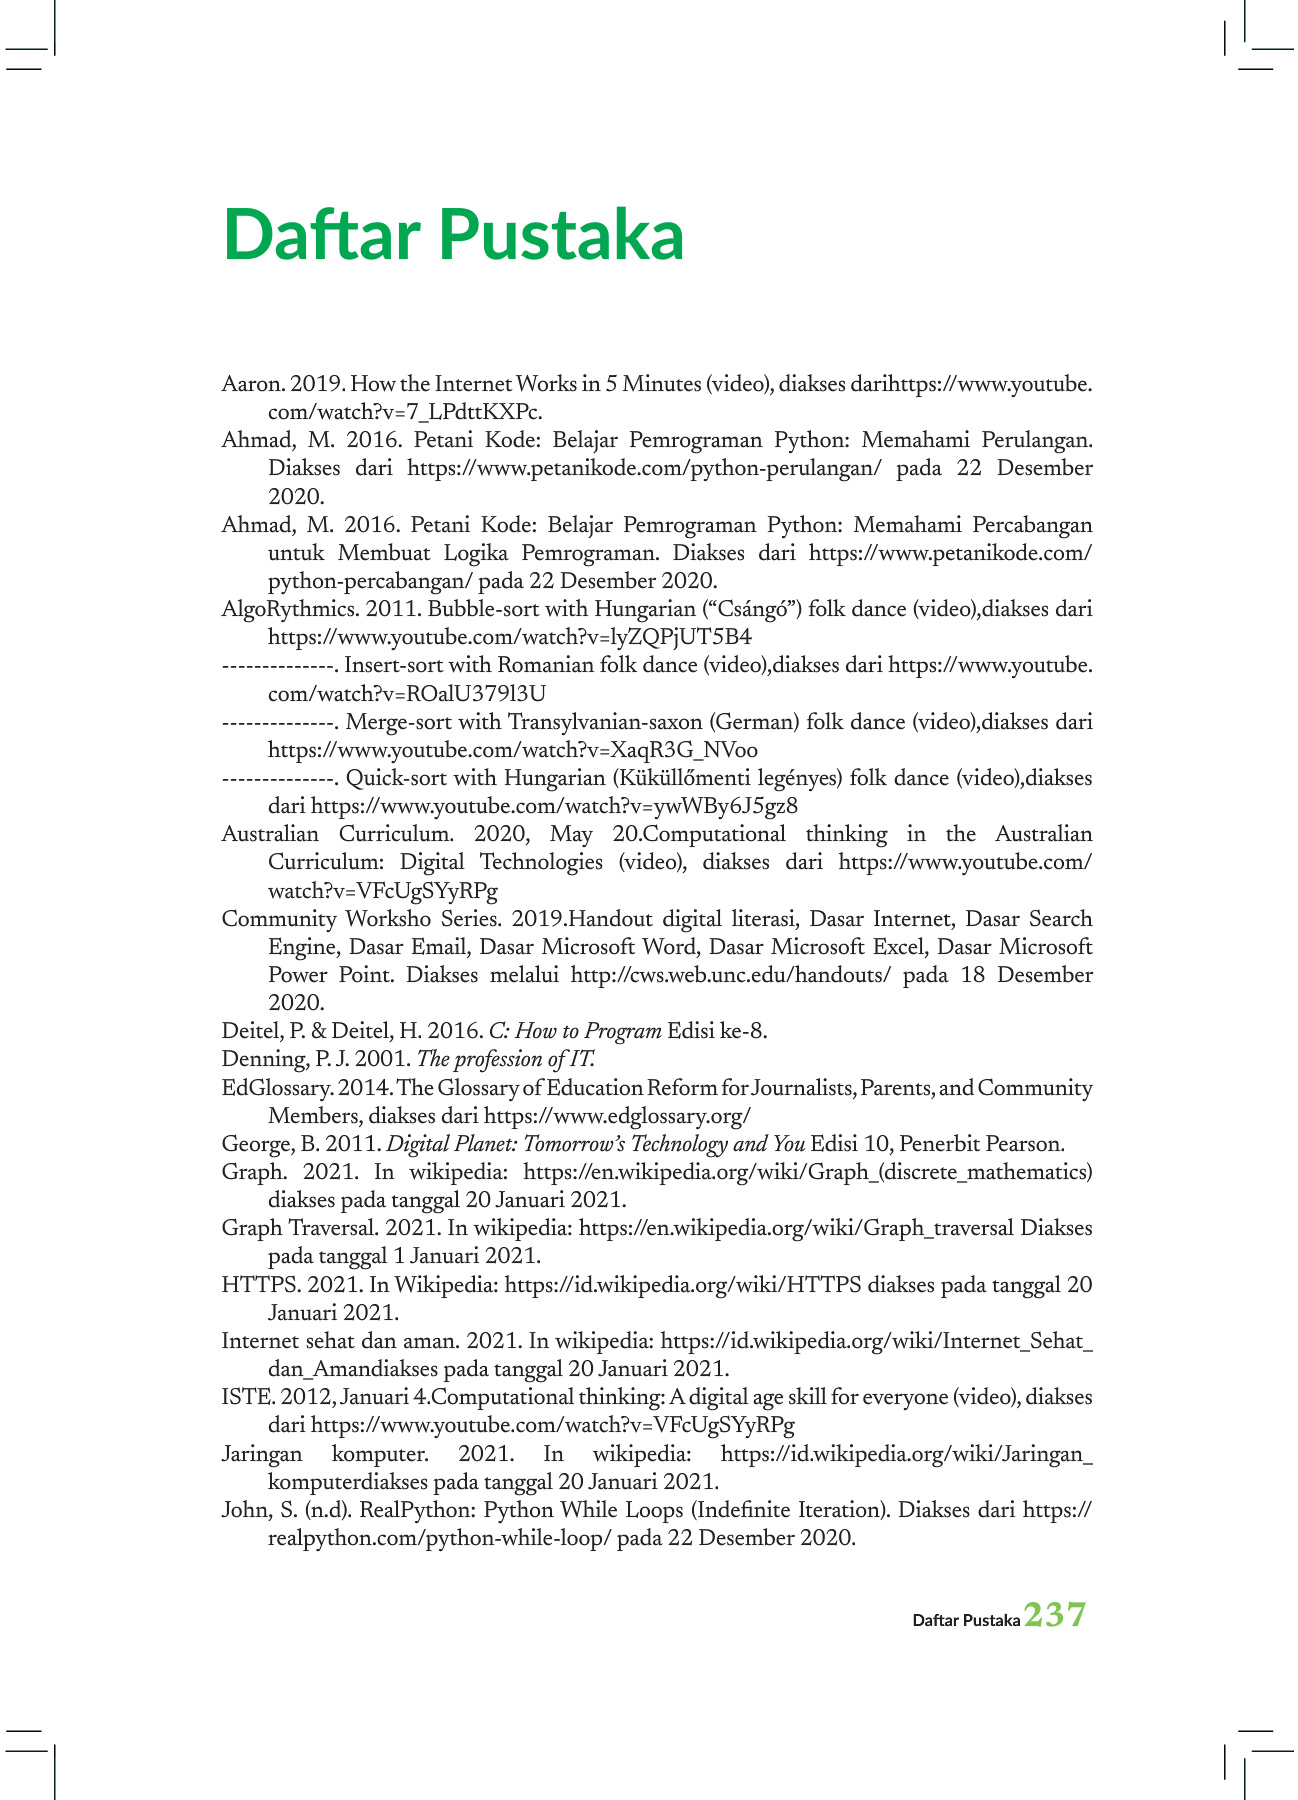 Daftar Pustaka
Aaron. 2019. How the Internet Works in 5 Minutes (video), diakses darihttps://www.youtube.
com/watch?v=7_LPdttKXPc.
Ahmad, M. 2016. Petani Kode: Belajar Pemrograman Python: Memahami Perulangan.
Diakses dari https://www.petanikode.com/python-perulangan/ pada 22 Desember
2020.
Ahmad, M. 2016. Petani Kode: Belajar Pemrograman Python: Memahami Percabangan
untuk Membuat Logika Pemrograman. Diakses dari https://www.petanikode.com/
python-percabangan/ pada 22 Desember 2020.
AlgoRythmics. 2011. Bubble-sort with Hungarian (“Csángó”) folk dance (video),diakses dari
https://www.youtube.com/watch?v=lyZQPjUT5B4
--------------. Insert-sort with Romanian folk dance (video),diakses dari https://www.youtube.
com/watch?v=ROalU379l3U
--------------. Merge-sort with Transylvanian-saxon (German) folk dance (video),diakses dari
https://www.youtube.com/watch?v=XaqR3G_NVoo
--------------. Quick-sort with Hungarian (Küküllőmenti legényes) folk dance (video),diakses
dari https://www.youtube.com/watch?v=ywWBy6J5gz8
Australian Curriculum. 2020, May 20.Computational thinking in the Australian
Curriculum: Digital Technologies (video), diakses dari https://www.youtube.com/
watch?v=VFcUgSYyRPg
Community Worksho Series. 2019.Handout digital literasi, Dasar Internet, Dasar Search
Engine, Dasar Email, Dasar Microsoft Word, Dasar Microsoft Excel, Dasar Microsoft
Power Point. Diakses melalui http://cws.web.unc.edu/handouts/ pada 18 Desember
2020.
Deitel, P. & Deitel, H. 2016. C: How to Program Edisi ke-8.
Denning, P. J. 2001. The profession of IT.
EdGlossary. 2014. The Glossary of Education Reform for Journalists, Parents, and Community
Members, diakses dari https://www.edglossary.org/
George, B. 2011. Digital Planet: Tomorrow’s Technology and You Edisi 10, Penerbit Pearson.
Graph. 2021. In wikipedia: https://en.wikipedia.org/wiki/Graph_(discrete_mathematics)
diakses pada tanggal 20 Januari 2021.
Graph Traversal. 2021. In wikipedia: https://en.wikipedia.org/wiki/Graph_traversal Diakses
pada tanggal 1 Januari 2021.
HTTPS. 2021. In Wikipedia: https://id.wikipedia.org/wiki/HTTPS diakses pada tanggal 20
Januari 2021.
Internet sehat dan aman. 2021. In wikipedia: https://id.wikipedia.org/wiki/Internet_Sehat_
dan_Amandiakses pada tanggal 20 Januari 2021.
ISTE. 2012, Januari 4.Computational thinking: A digital age skill for everyone (video), diakses
dari https://www.youtube.com/watch?v=VFcUgSYyRPg
Jaringan komputer. 2021. In wikipedia: https://id.wikipedia.org/wiki/Jaringan_
komputerdiakses pada tanggal 20 Januari 2021.
John, S. (n.d). RealPython: Python While Loops (Indefinite Iteration). Diakses dari https://
realpython.com/python-while-loop/ pada 22 Desember 2020.
Daftar Pustaka 237